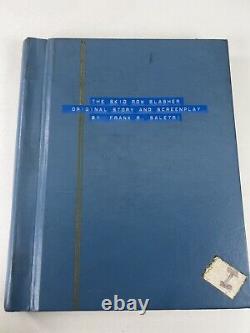 THE SKID ROW SLASHER
ORIGINAL STORY AND SCREENPLAY
BY FRANK R. SALETRI